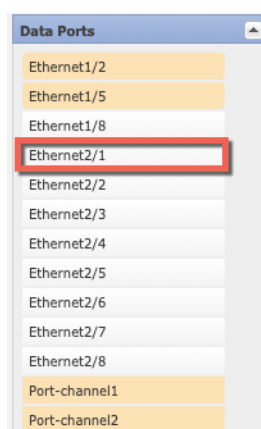 Data Ports
Ethernet1/2
Ethernet1/5
Ethernet1/8
Ethernet2/1
Ethernet2/2
Ethernet2/3
Ethernet2/4
Ethernet2/5
Ethernet2/6
Ethernet2/7
Ethernet2/8
Port-channel1
Port-channel2